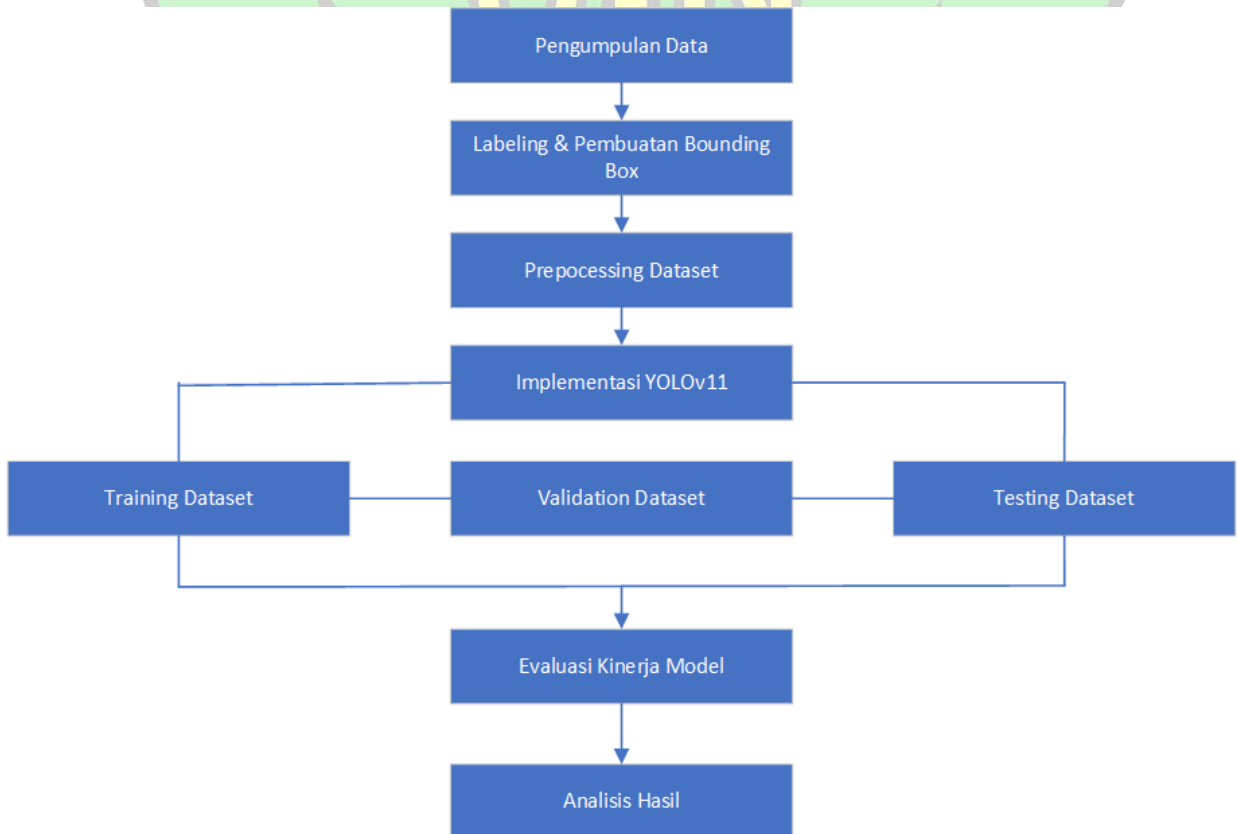 Pengumpulan Data
Labeling & Pembuatan Bounding
Box
Prepocessing Dataset
Implementasi YOLOv11
Training Dataset
Validation Dataset
Testing Dataset
Evaluasi Kinerja Model
Analisis Hasil